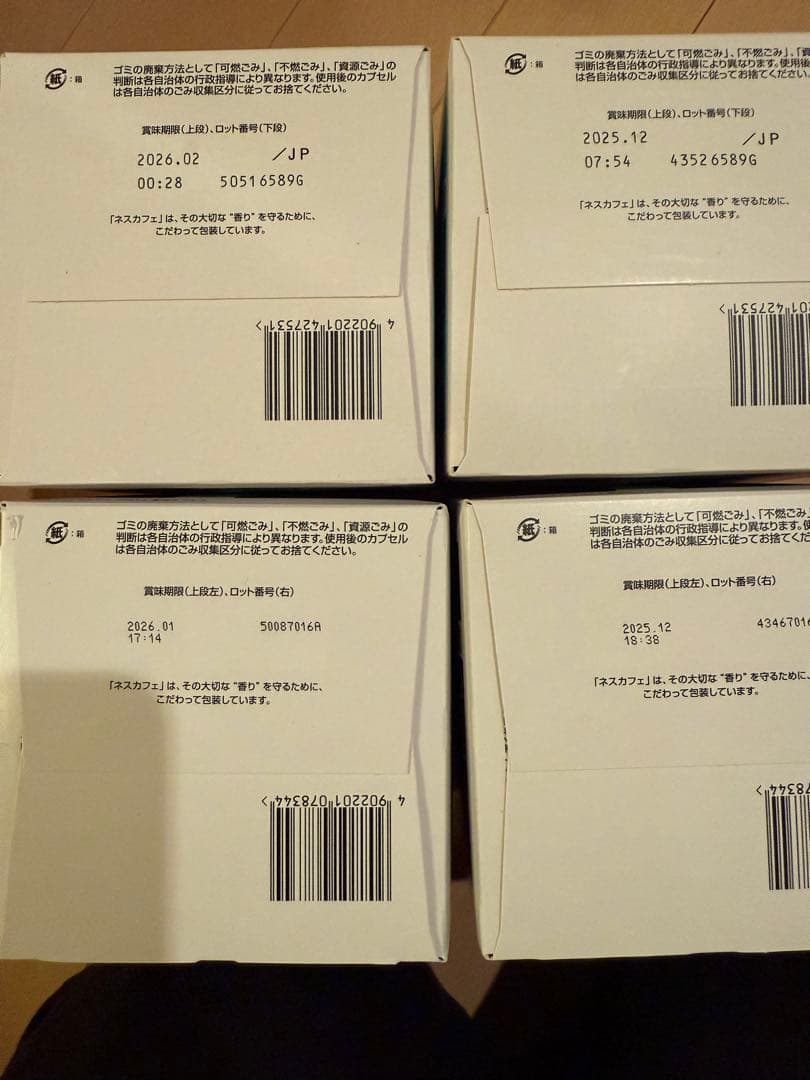 紙:箱
ゴミの廃棄方法として「可燃ごみ」、「不燃ごみ」、「資源ごみ」の
判断は各自治体の行政指導により異なります。使用後のカプセル
は各自治体のごみ収集区分に従ってお捨てください。
賞味期限(上段)、ロット番号(下段)
2026.02 /JP
00:28 50516589G
「ネスカフェ」は、その大切な“香り”を守るために、
こだわって包装しています。
4 902201 427531 >
紙:箱
ゴミの廃棄方法として「可燃ごみ」、「不燃ごみ」、「資
判断は各自治体の行政指導により異なります。使用後
は各自治体のごみ収集区分に従ってお捨てください。
賞味期限(上段)、ロット番号(下段)
2025.12 /JP
07:54 43526589G
「ネスカフェ」は、その大切な“香り”を守るために、
こだわって包装しています。
01 427531 >
紙:箱
ゴミの廃棄方法として「可燃ごみ」、「不燃ごみ」、「資源ごみ」の
判断は各自治体の行政指導により異なります。使用後のカプセル
は各自治体のごみ収集区分に従ってお捨てください。
賞味期限(上段左)、ロット番号(右)
2026.01 50087016A
17:14
「ネスカフェ」は、その大切な“香り”を守るために、
こだわって包装しています。
4 902201 078344 >
紙:箱
ゴミの廃棄方法として「可燃ごみ」、「不燃ごみ」
判断は各自治体の行政指導により異なります。使
は各自治体のごみ収集区分に従ってお捨てくだ
賞味期限(上段左)、ロット番号(右)
2025.12 4346701
18:38
「ネスカフェ」は、その大切な“香り”を守るために、
こだわって包装しています。
78344 >